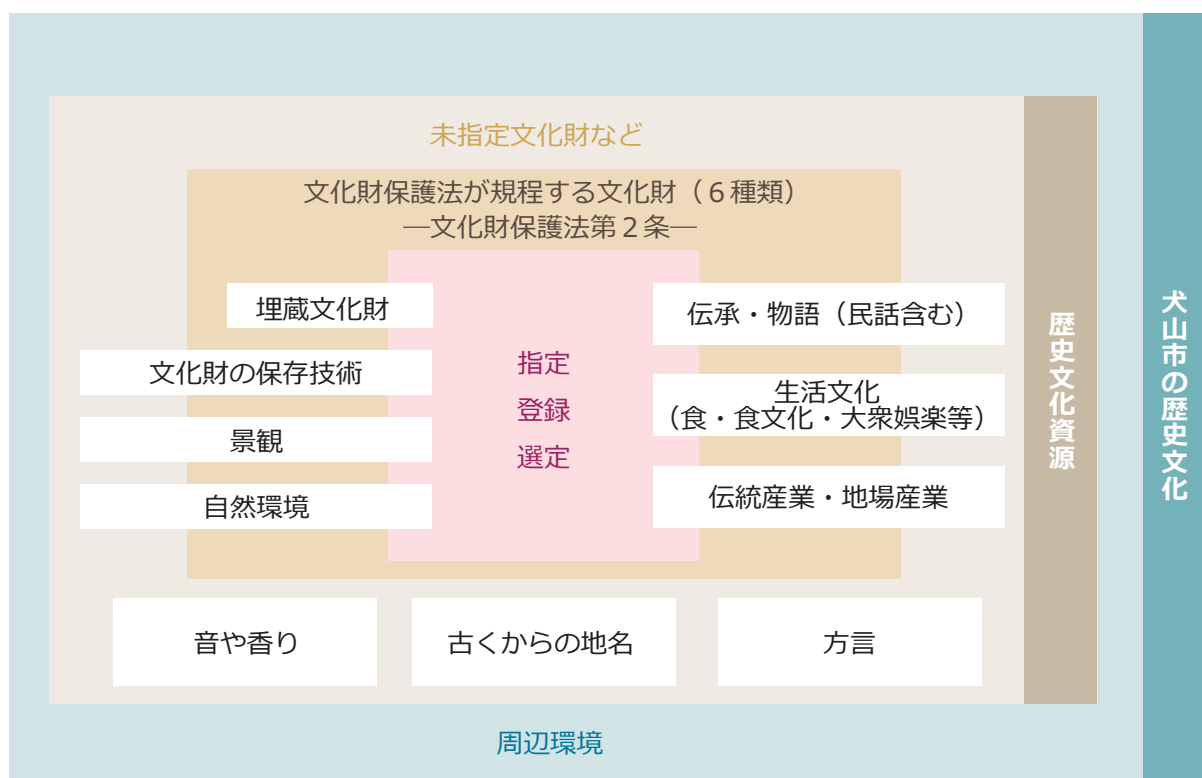 未指定文化財など
文化財保護法が規程する文化財（６種類）
―文化財保護法第２条―
埋蔵文化財
文化財の保存技術
景観
自然環境
指定
登録
選定
伝承・物語（民話含む）
生活文化
（食・食文化・大衆娯楽等）
伝統産業・地場産業
音や香り
古くからの地名
方言
周辺環境
歴史文化資源
犬山市の歴史文化